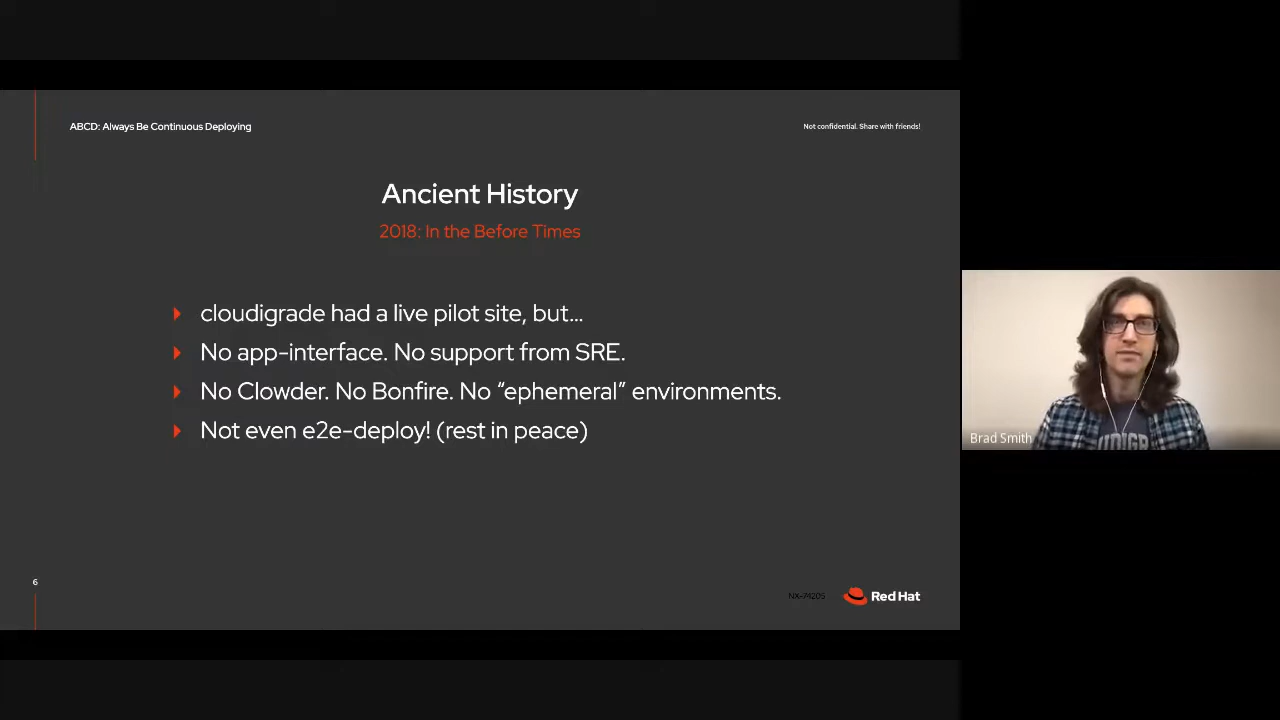 ABCD: Always Be Continuous Deploying
Not confidential. Share with friends!
Ancient History
2018: In the Before Times
cloudigrade had a live pilot site, but...
No app-interface. No support from SRE.
No Clowder. No Bonfire. No “ephemeral” environments.
Not even e2e-deploy! (rest in peace)
Brad Smith
6
Red Hat